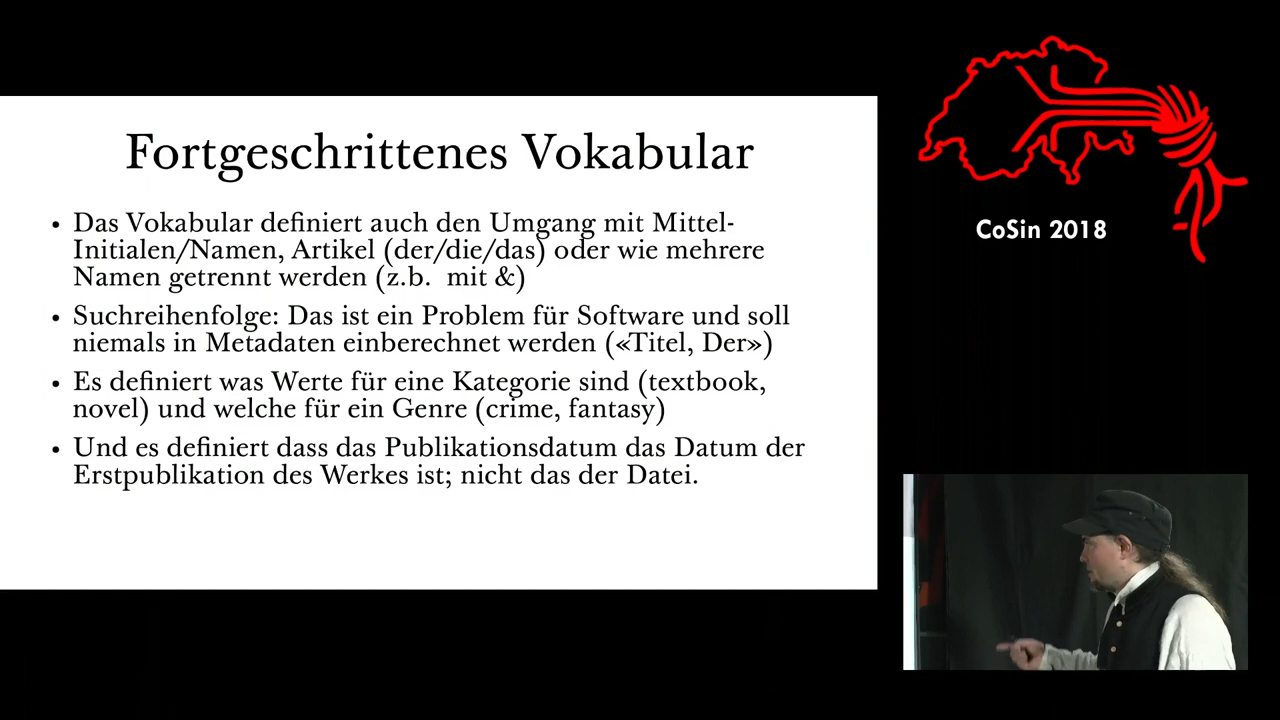 Fortgeschrittenes Vokabular
• Das Vokabular definiert auch den Umgang mit Mittel-
Initialen/Namen, Artikel (der/die/das) oder wie mehrere
Namen getrennt werden (z.b.  mit &)
• Suchreihenfolge: Das ist ein Problem für Software und soll
niemals in Metadaten einberechnet werden («Titel, Der»)
• Es definiert was Werte für eine Kategorie sind (textbook,
novel) und welche für ein Genre (crime, fantasy)
• Und es definiert dass das Publikationsdatum das Datum der
Erstpublikation des Werkes ist; nicht das der Datei.
CoSin 2018